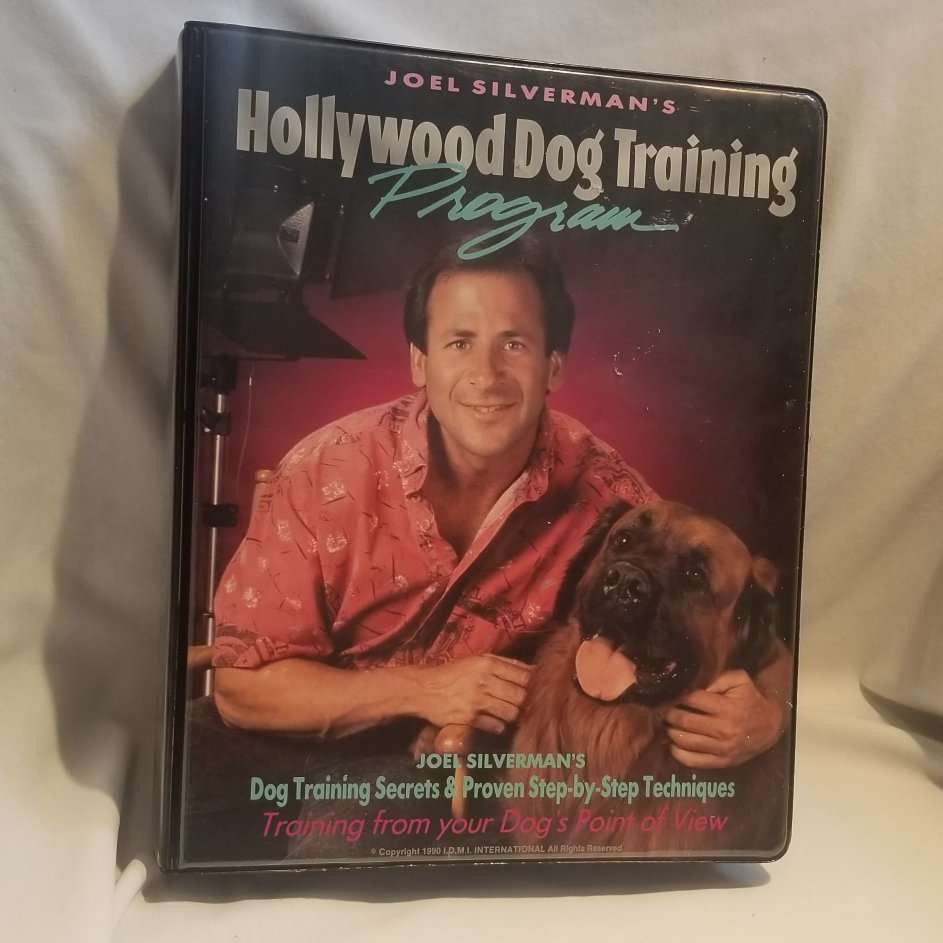 JOEL SILVERMAN'S
Hollywood Dog Training
Program
JOEL SILVERMAN'S
Dog Training Secrets & Proven Step-by-Step Techniques
Training from your Dog's Point of View
© Copyright 1990 I.D.M.I. INTERNATIONAL All Rights Reserved